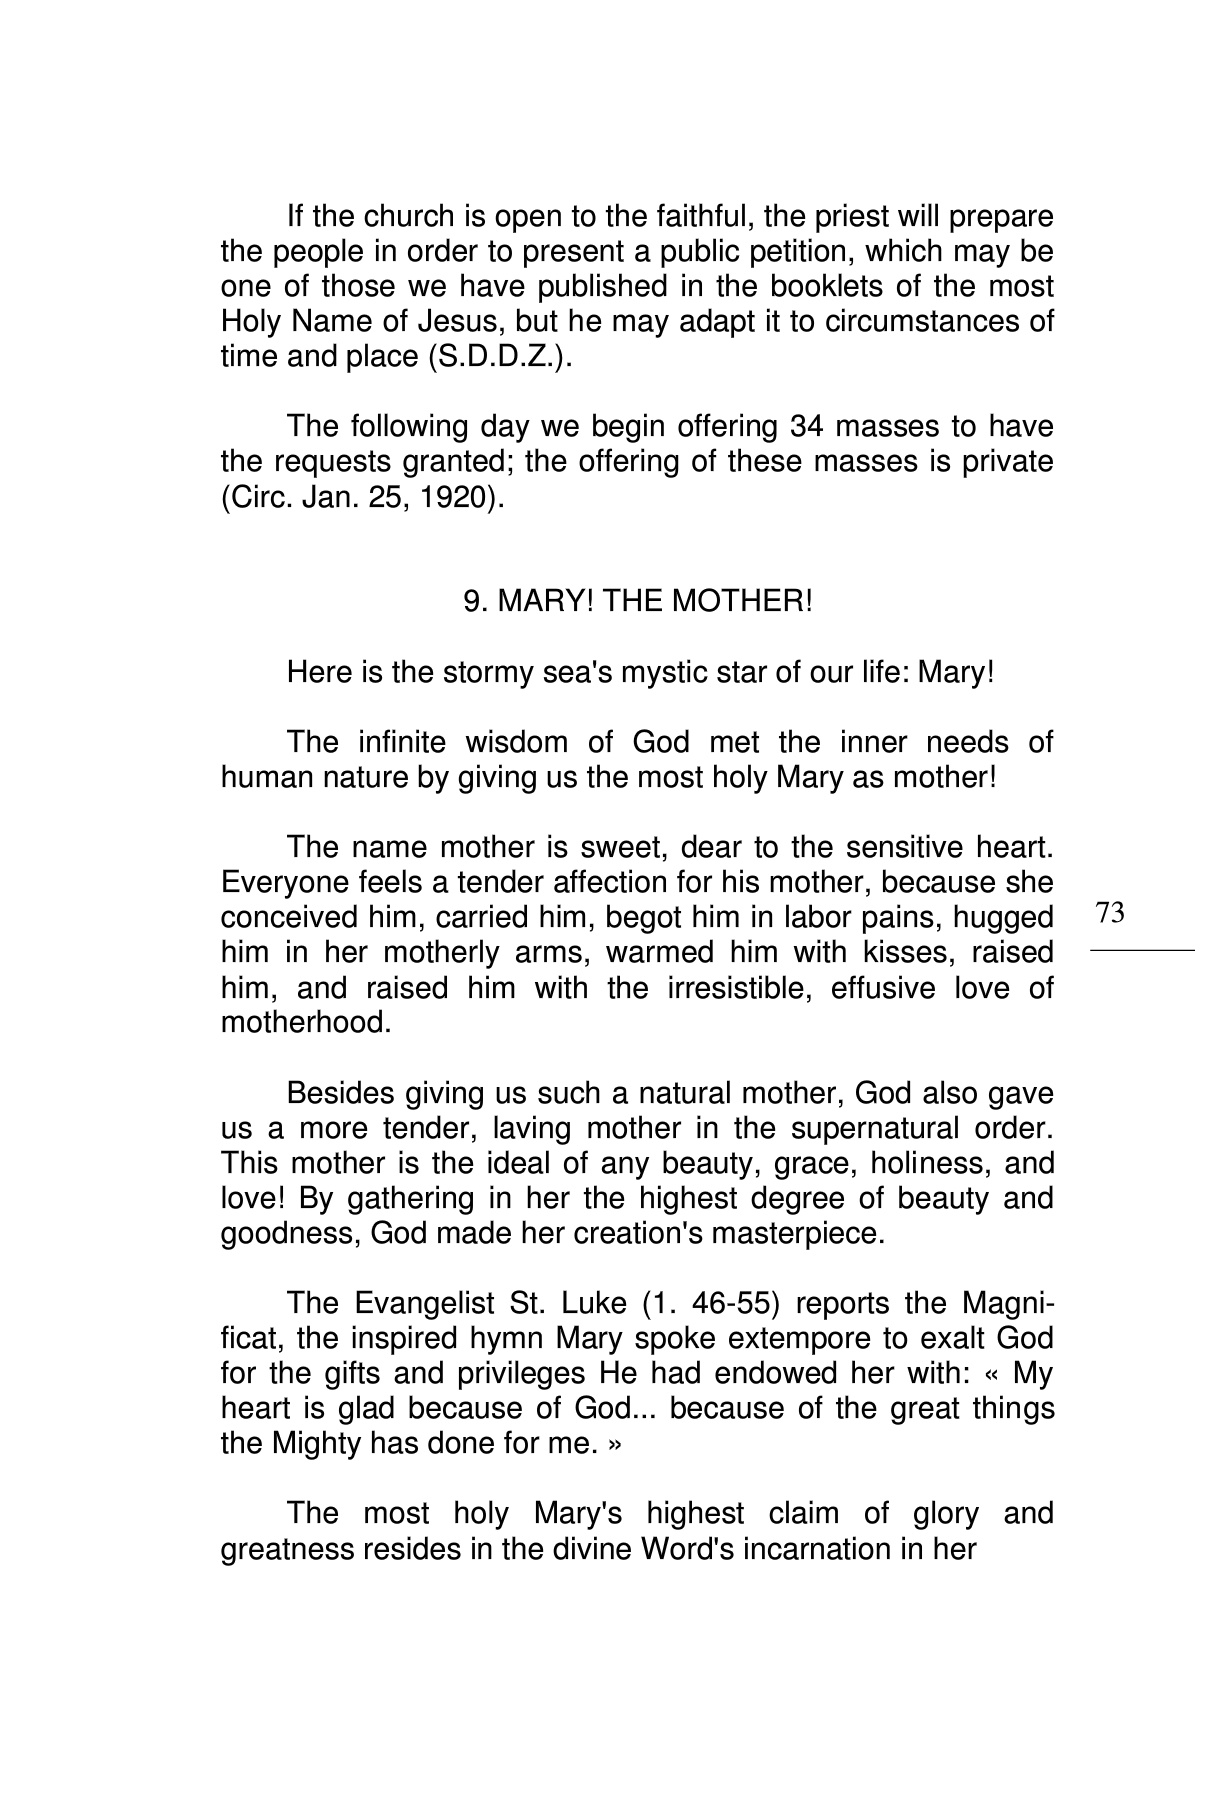 If the church is open to the faithful, the priest will prepare
the people in order to present a public petition, which may be
one of those we have published in the booklets of the most
Holy Name of Jesus, but he may adapt it to circumstances of
time and place (S.D.D.Z.).
The following day we begin offering 34 masses to have
the requests granted; the offering of these masses is private
(Circ. Jan. 25, 1920).
9. MARY! THE MOTHER!
Here is the stormy sea's mystic star of our life: Mary!
The infinite wisdom of God met the inner needs of
human nature by giving us the most holy Mary as mother!
The name mother is sweet, dear to the sensitive heart.
Everyone feels a tender affection for his mother, because she
conceived him, carried him, begot him in labor pains, hugged
him in her motherly arms, warmed him with kisses, raised
him, and raised him with the irresistible, effusive love of
motherhood.
73
Besides giving us such a natural mother, God also gave
us a more tender, laving mother in the supernatural order.
This mother is the ideal of any beauty, grace, holiness, and
love! By gathering in her the highest degree of beauty and
goodness, God made her creation's masterpiece.
The Evangelist St. Luke (1. 46-55) reports the Magni-
ficat, the inspired hymn Mary spoke extempore to exalt God
for the gifts and privileges He had endowed her with: « My
heart is glad because of God... because of the great things
the Mighty has done for me. »
The most holy Mary's highest claim of glory and
greatness resides in the divine Word's incarnation in her